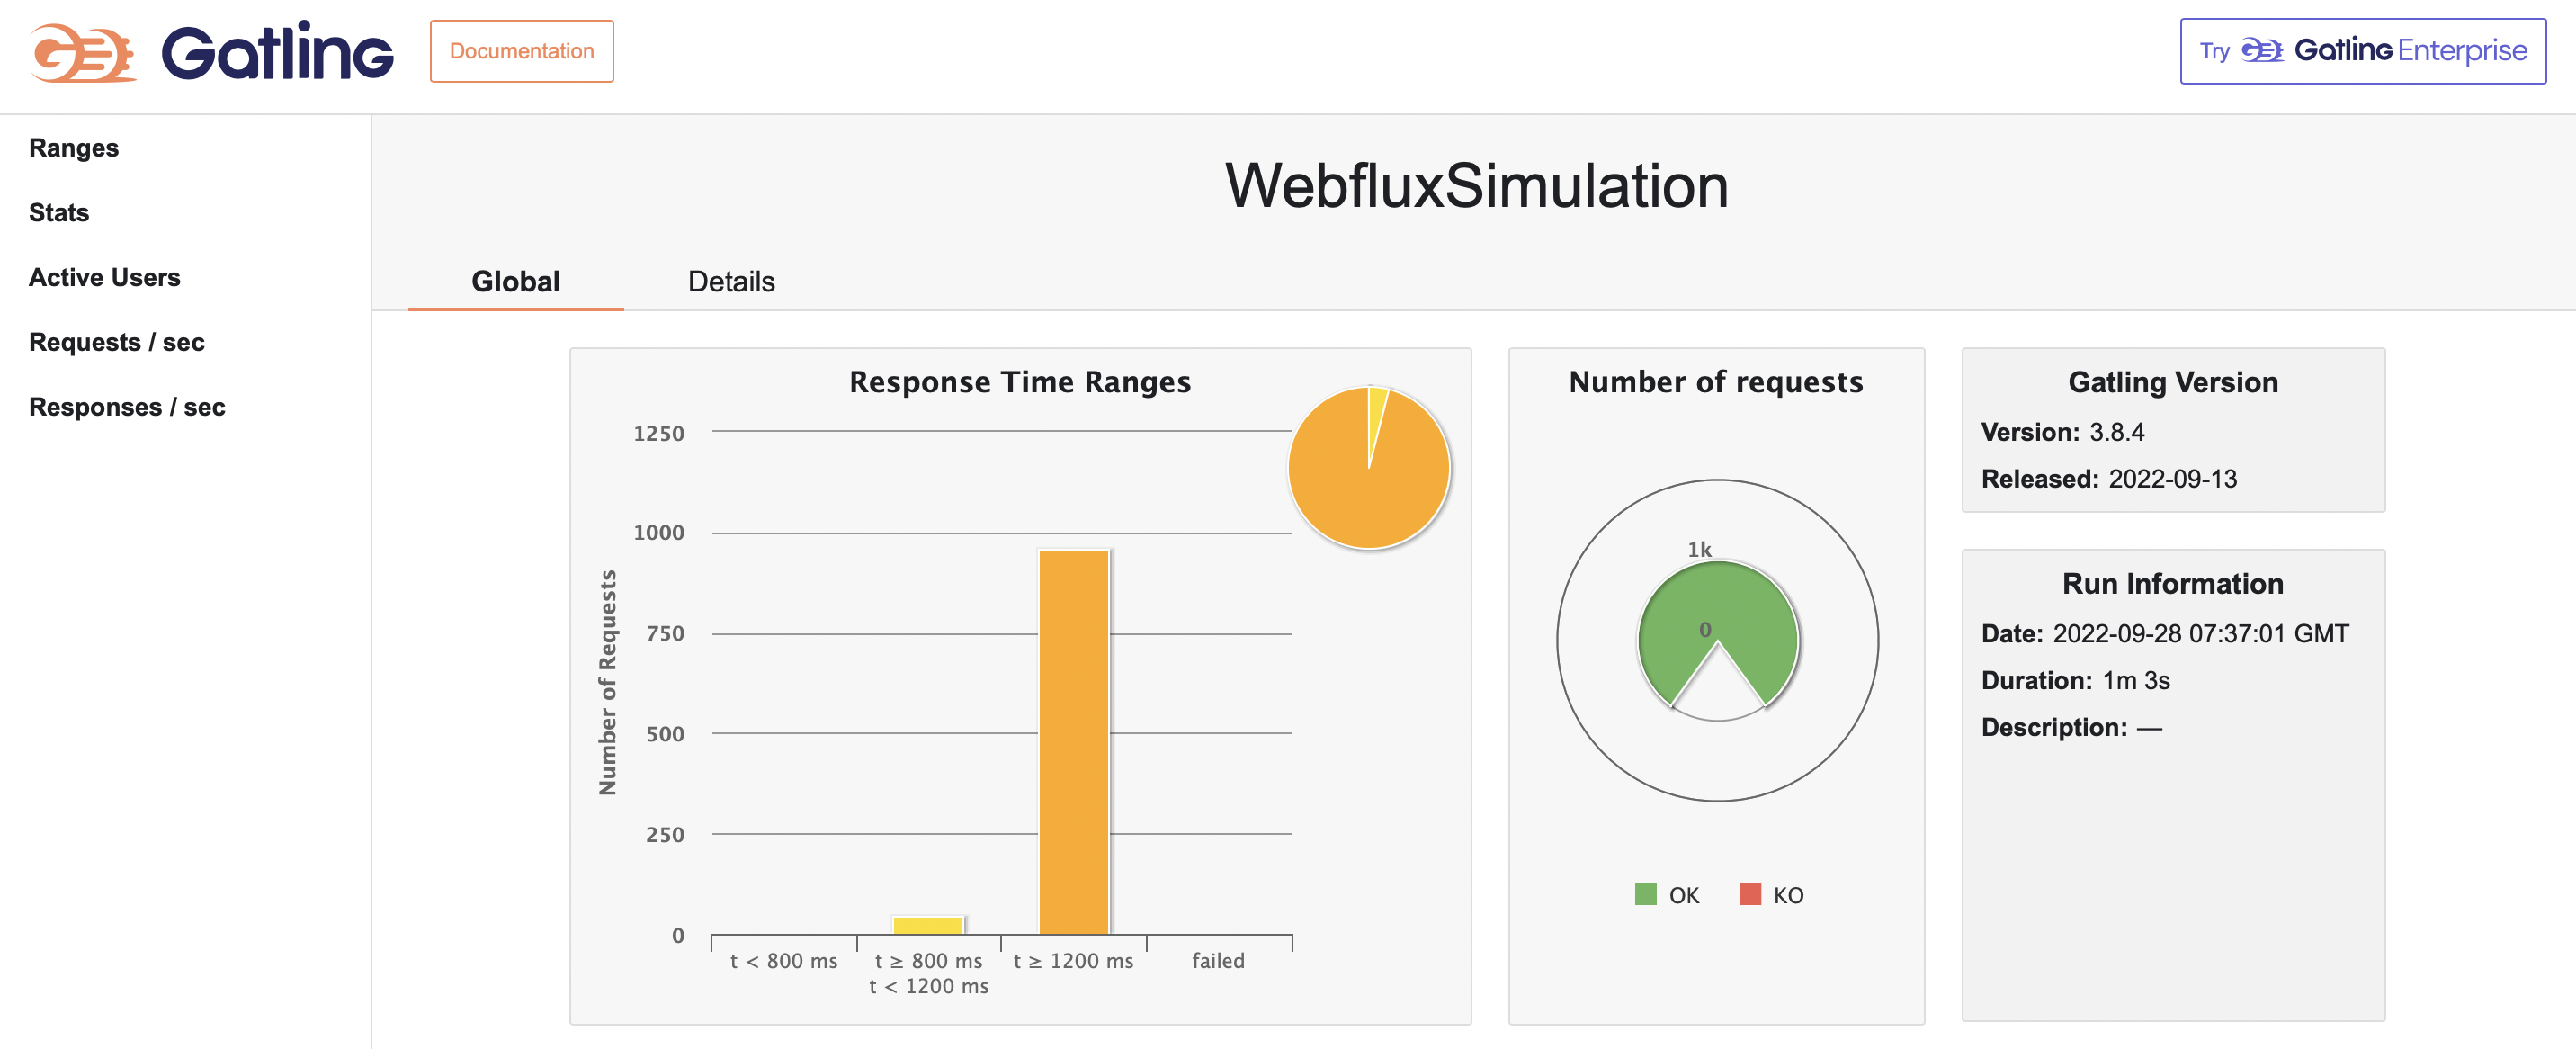 Gatling
Documentation
Try Gatling Enterprise
Ranges
Stats
Active Users
Requests / sec
Responses / sec
WebfluxSimulation
Global
Details
Response Time Ranges
Number of Requests
1250
1000
750
500
250
0
t < 800 ms
t ≥ 800 ms
t < 1200 ms
t ≥ 1200 ms
failed
Number of requests
1k
0
OK
KO
Gatling Version
Version: 3.8.4
Released: 2022-09-13
Run Information
Date: 2022-09-28 07:37:01 GMT
Duration: 1m 3s
Description: —